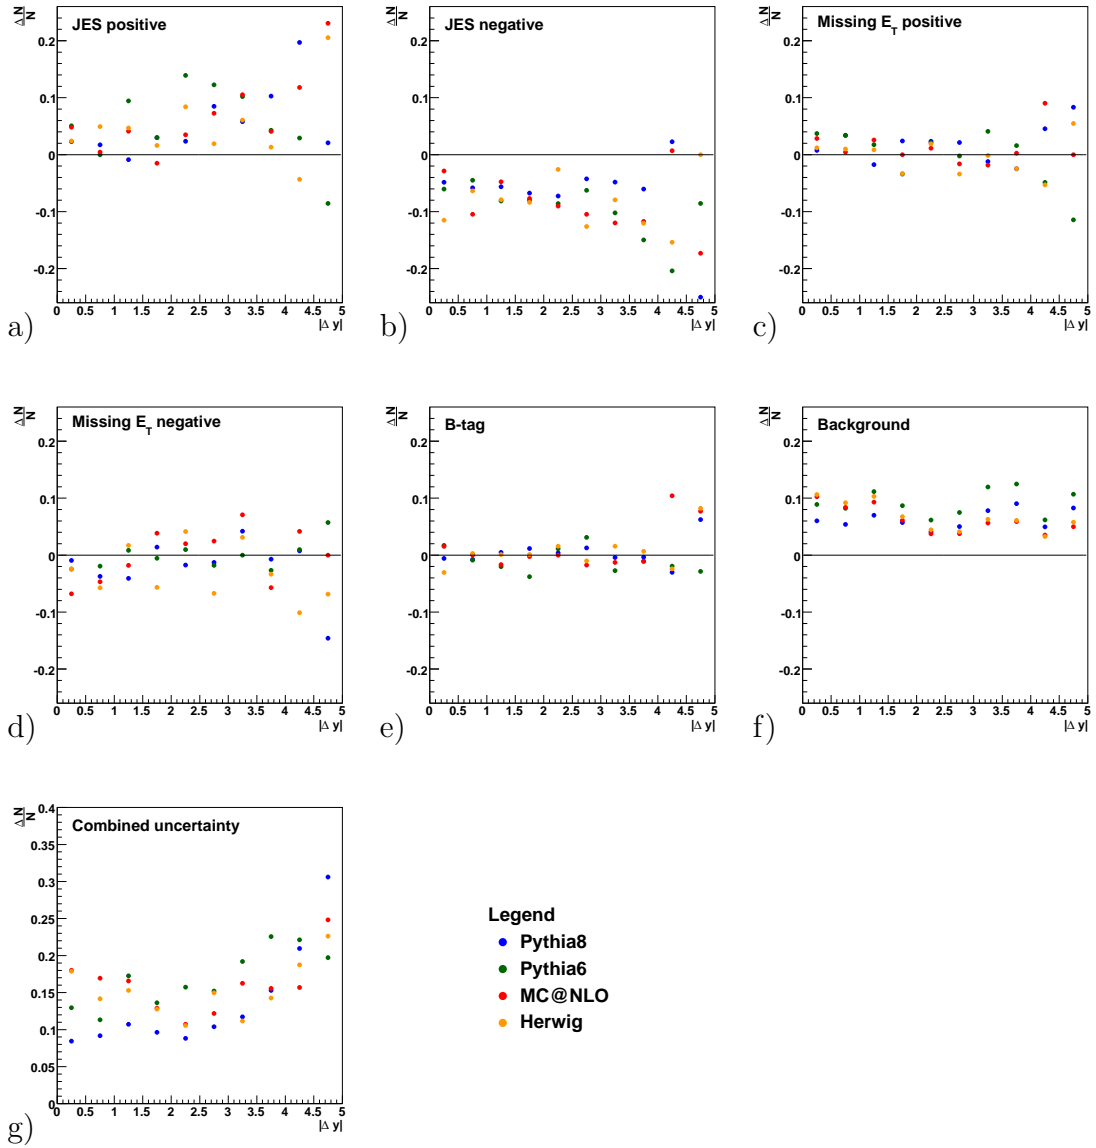 ΔN/N ΔN/N ΔN/N
JES positive JES negative Missing E_T positive
0.2 0.2 0.2
0.1 0.1 0.1
0 0 0
-0.1 -0.1 -0.1
-0.2 -0.2 -0.2
0 0.5 1 1.5 2 2.5 3 3.5 4 4.5 5 0 0.5 1 1.5 2 2.5 3 3.5 4 4.5 5 0 0.5 1 1.5 2 2.5 3 3.5 4 4.5 5
|Δ y| |Δ y| |Δ y|
a) b) c)
ΔN/N ΔN/N ΔN/N
Missing E_T negative B-tag Background
0.2 0.2 0.2
0.1 0.1 0.1
0 0 0
-0.1 -0.1 -0.1
-0.2 -0.2 -0.2
0 0.5 1 1.5 2 2.5 3 3.5 4 4.5 5 0 0.5 1 1.5 2 2.5 3 3.5 4 4.5 5 0 0.5 1 1.5 2 2.5 3 3.5 4 4.5 5
|Δ y| |Δ y| |Δ y|
d) e) f)
ΔN/N
0.4
Combined uncertainty
0.35
0.3
0.25
0.2
0.15
0.1
0.05
0
0 0.5 1 1.5 2 2.5 3 3.5 4 4.5 5
|Δ y|
g)
Legend
Pythia8
Pythia6
MC@NLO
Herwig